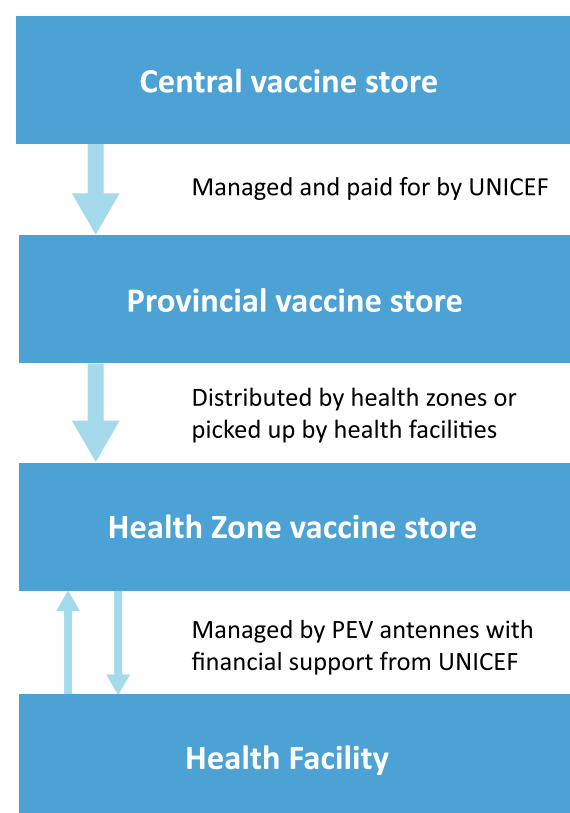 Central vaccine store
Managed and paid for by UNICEF
Provincial vaccine store
Distributed by health zones or
picked up by health facilities
Health Zone vaccine store
Managed by PEV antennes with
financial support from UNICEF
Health Facility